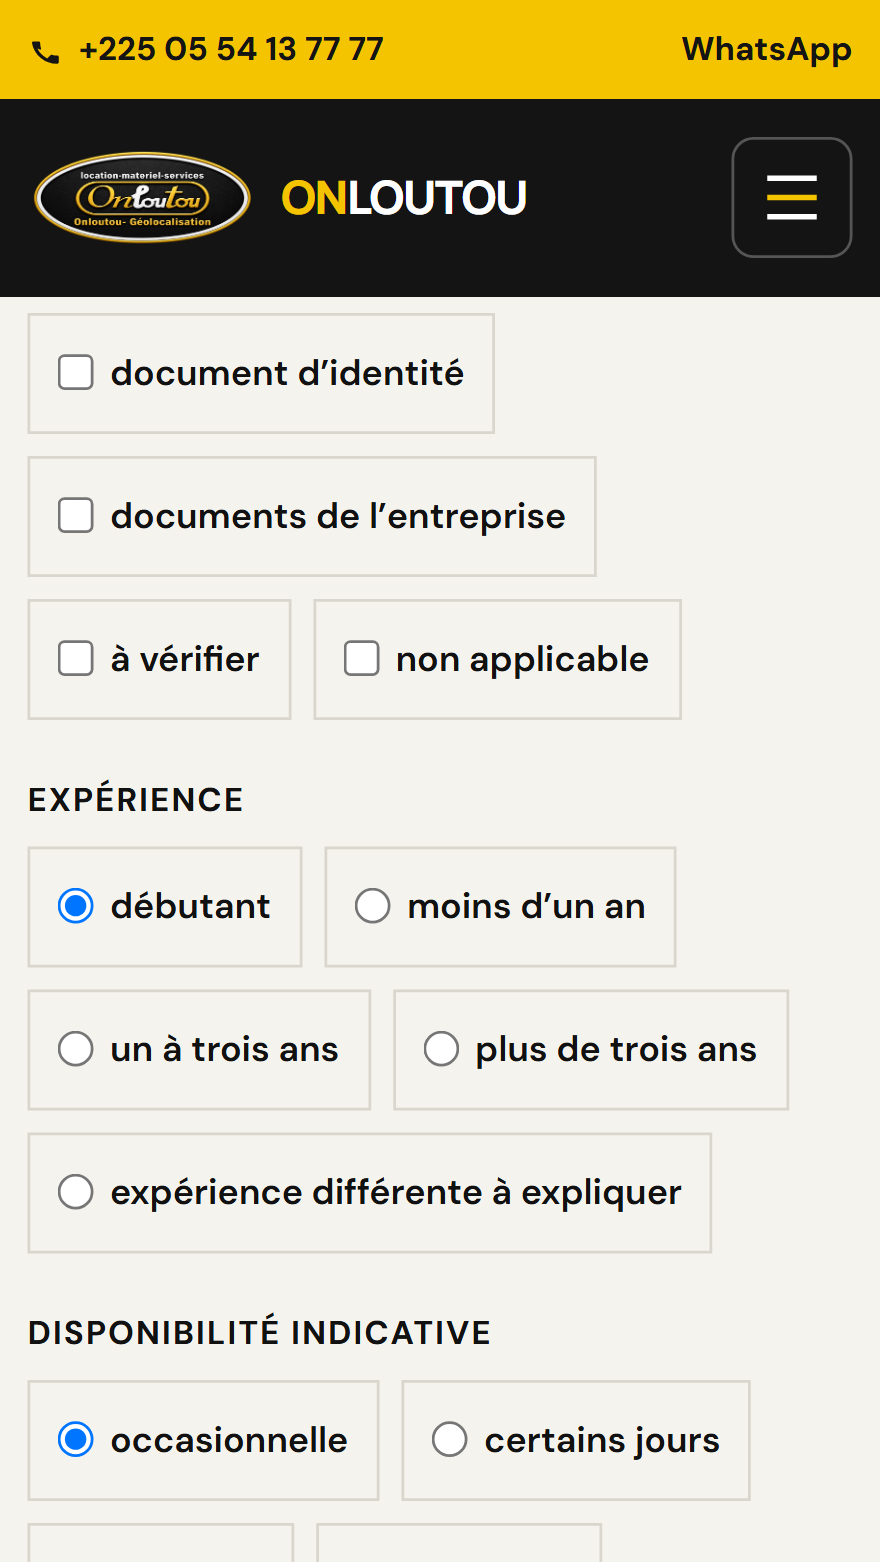 +225 05 54 13 77 77 WhatsApp
location-materiel-services
Onloutou
Onloutou- Géolocalisation
ONLOUTOU
document d’identité
documents de l’entreprise
à vérifier non applicable
EXPÉRIENCE
débutant moins d’un an
un à trois ans plus de trois ans
expérience différente à expliquer
DISPONIBILITÉ INDICATIVE
occasionnelle certains jours